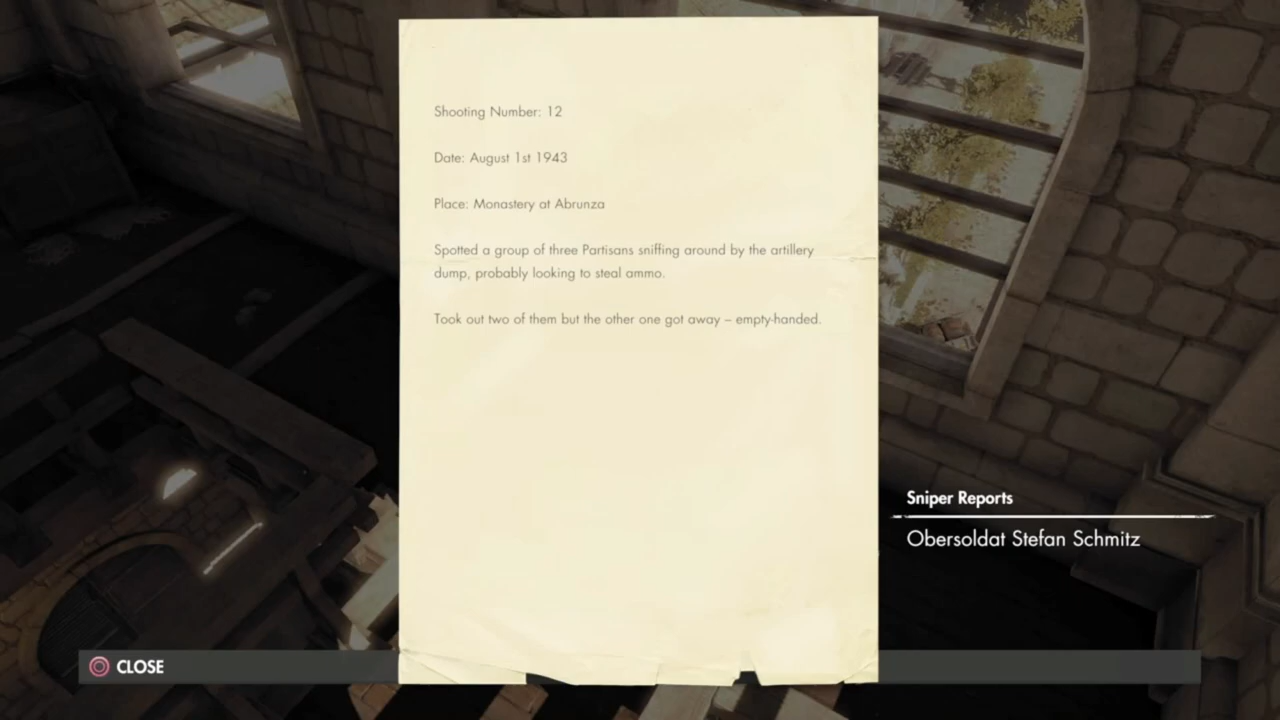 Shooting Number: 12
Date: August 1st 1943
Place: Monastery at Abrunza
Spotted a group of three Partisans sniffing around by the artillery
dump, probably looking to steal ammo.
Took out two of them but the other one got away – empty-handed.
Sniper Reports
Obersoldat Stefan Schmitz
CLOSE